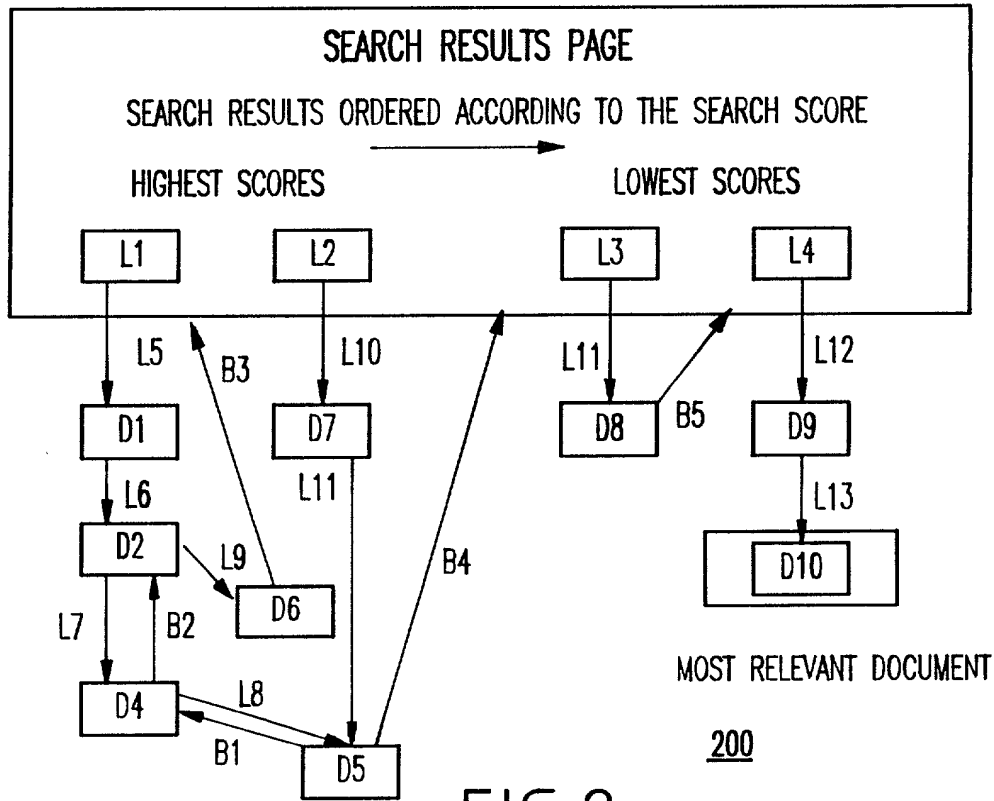 SEARCH RESULTS PAGE
SEARCH RESULTS ORDERED ACCORDING TO THE SEARCH SCORE
HIGHEST SCORES
LOWEST SCORES
L1
L2
L3
L4
L5
B3
L10
L11
B5
L12
D1
D7
D8
D9
L6
L11
L13
D2
L9
B4
D10
D6
L7
B2
MOST RELEVANT DOCUMENT
D4
L8
B1
D5
200